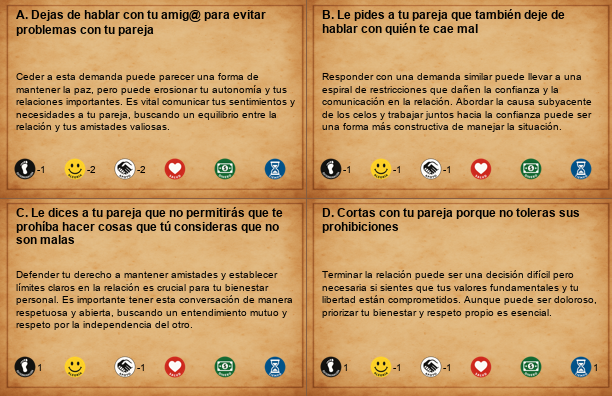 A. Dejas de hablar con tu amig@ para evitar
problemas con tu pareja
Ceder a esta demanda puede parecer una forma de
mantener la paz, pero puede erosionar tu autonomía y tus
relaciones importantes. Es vital comunicar tus sentimientos y
necesidades a tu pareja, buscando un equilibrio entre la
relación y tus amistades valiosas.
-1 -2 -2
B. Le pides a tu pareja que también deje de
hablar con quién te cae mal
Responder con una demanda similar puede llevar a una
espiral de restricciones que dañen la confianza y la
comunicación en la relación. Abordar la causa subyacente
de los celos y trabajar juntos hacia la confianza puede ser
una forma más constructiva de manejar la situación.
-1 -1 -1
C. Le dices a tu pareja que no permitirás que te
prohíba hacer cosas que tú consideras que no
son malas
Defender tu derecho a mantener amistades y establecer
límites claros en la relación es crucial para tu bienestar
personal. Es importante tener esta conversación de manera
respetuosa y abierta, buscando un entendimiento mutuo y
respeto por la independencia del otro.
1 -1
D. Cortas con tu pareja porque no toleras sus
prohibiciones
Terminar la relación puede ser una decisión difícil pero
necesaria si sientes que tus valores fundamentales y tu
libertad están comprometidos. Aunque puede ser doloroso,
priorizar tu bienestar y respeto propio es esencial.
1 -1 -1 1